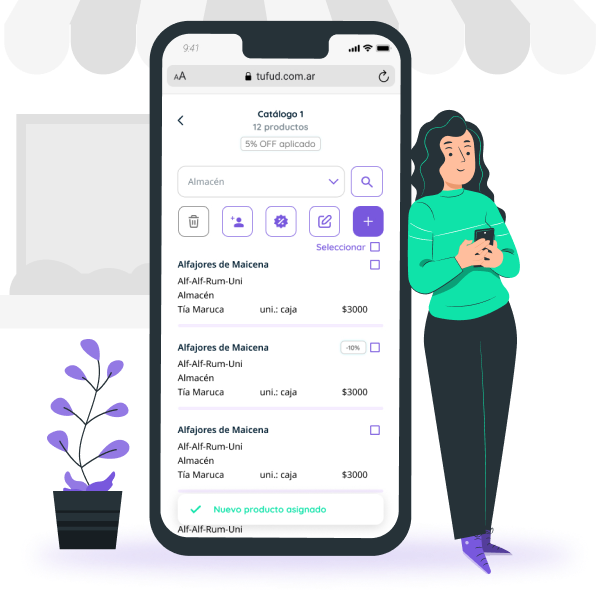 9:41
AA tufud.com.ar
Catálogo 1
12 productos
5% OFF aplicado
Almacén
Seleccionar
Alfajores de Maicena
Alf-Alf-Rum-Uni
Almacén
Tía Maruca uni.: caja $3000
Alfajores de Maicena -10%
Alf-Alf-Rum-Uni
Almacén
Tía Maruca uni.: caja $3000
Alfajores de Maicena
Alf-Alf-Rum-Uni
Almacén
Tía Maruca uni.: caja $3000
Nuevo producto asignado
Alf-Alf-Rum-Uni